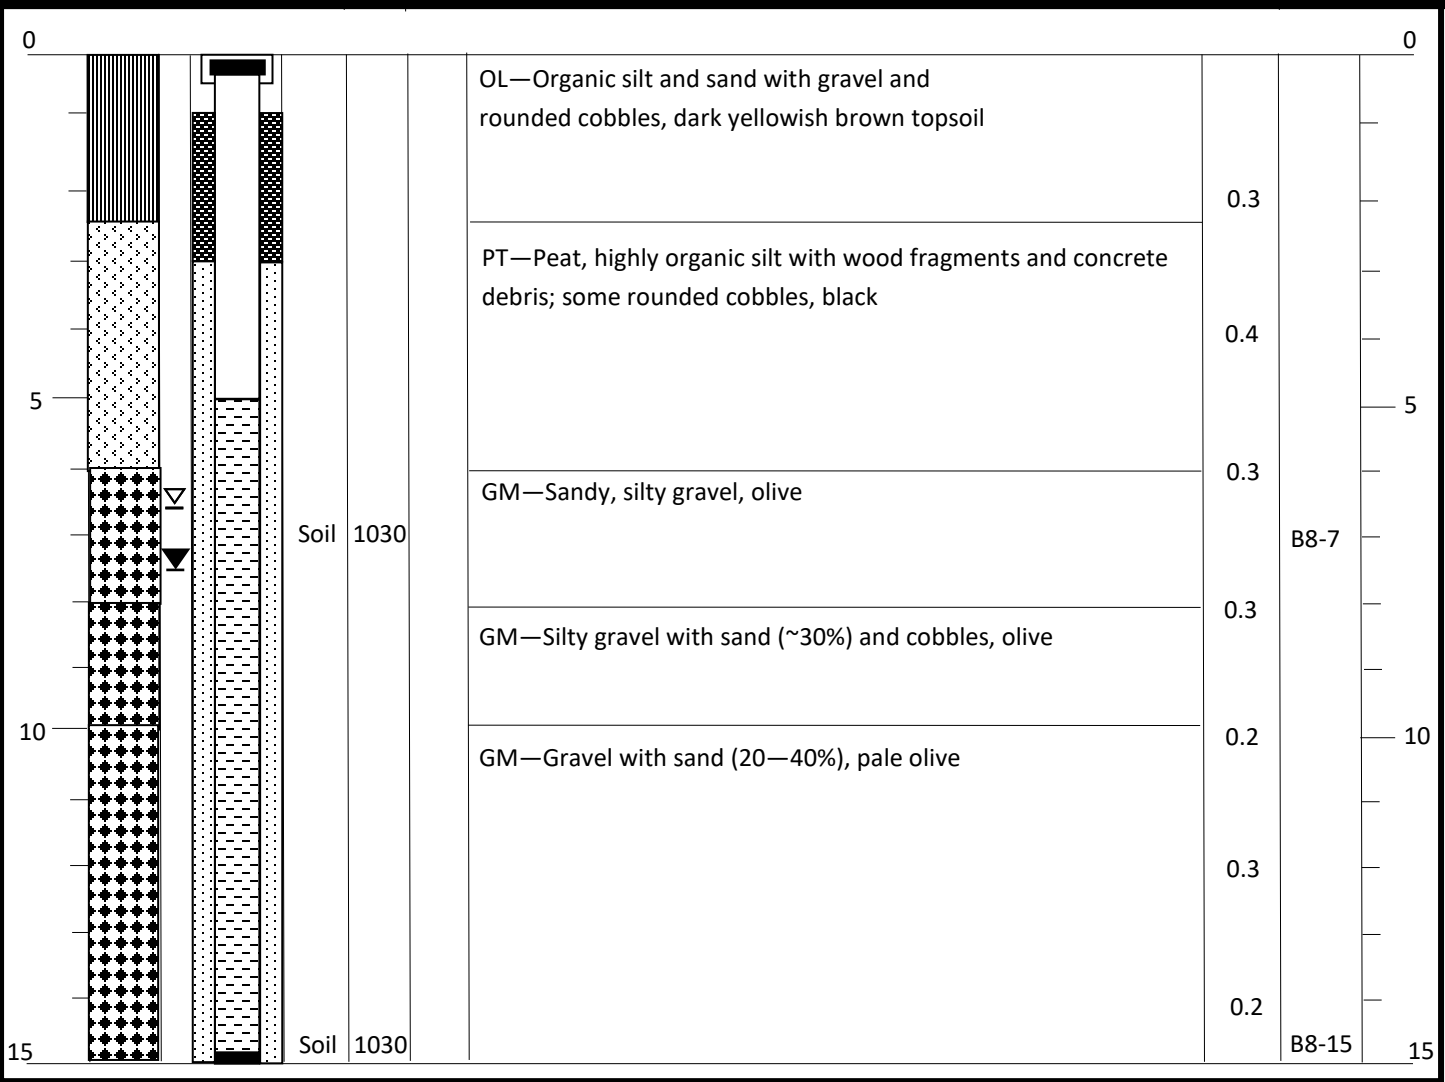 0 0
OL—Organic silt and sand with gravel and
rounded cobbles, dark yellowish brown topsoil
0.3
PT—Peat, highly organic silt with wood fragments and concrete
debris; some rounded cobbles, black
0.4
5 5
0.3
GM—Sandy, silty gravel, olive
Soil 1030 B8-7
0.3
GM—Silty gravel with sand (~30%) and cobbles, olive
10 0.2 10
GM—Gravel with sand (20—40%), pale olive
0.3
0.2
15 Soil 1030 B8-15 15